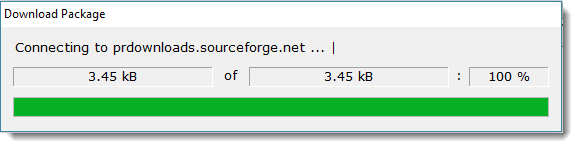 Download Package
Connecting to prdownloads.sourceforge.net ... |
3.45 kB of 3.45 kB : 100 %